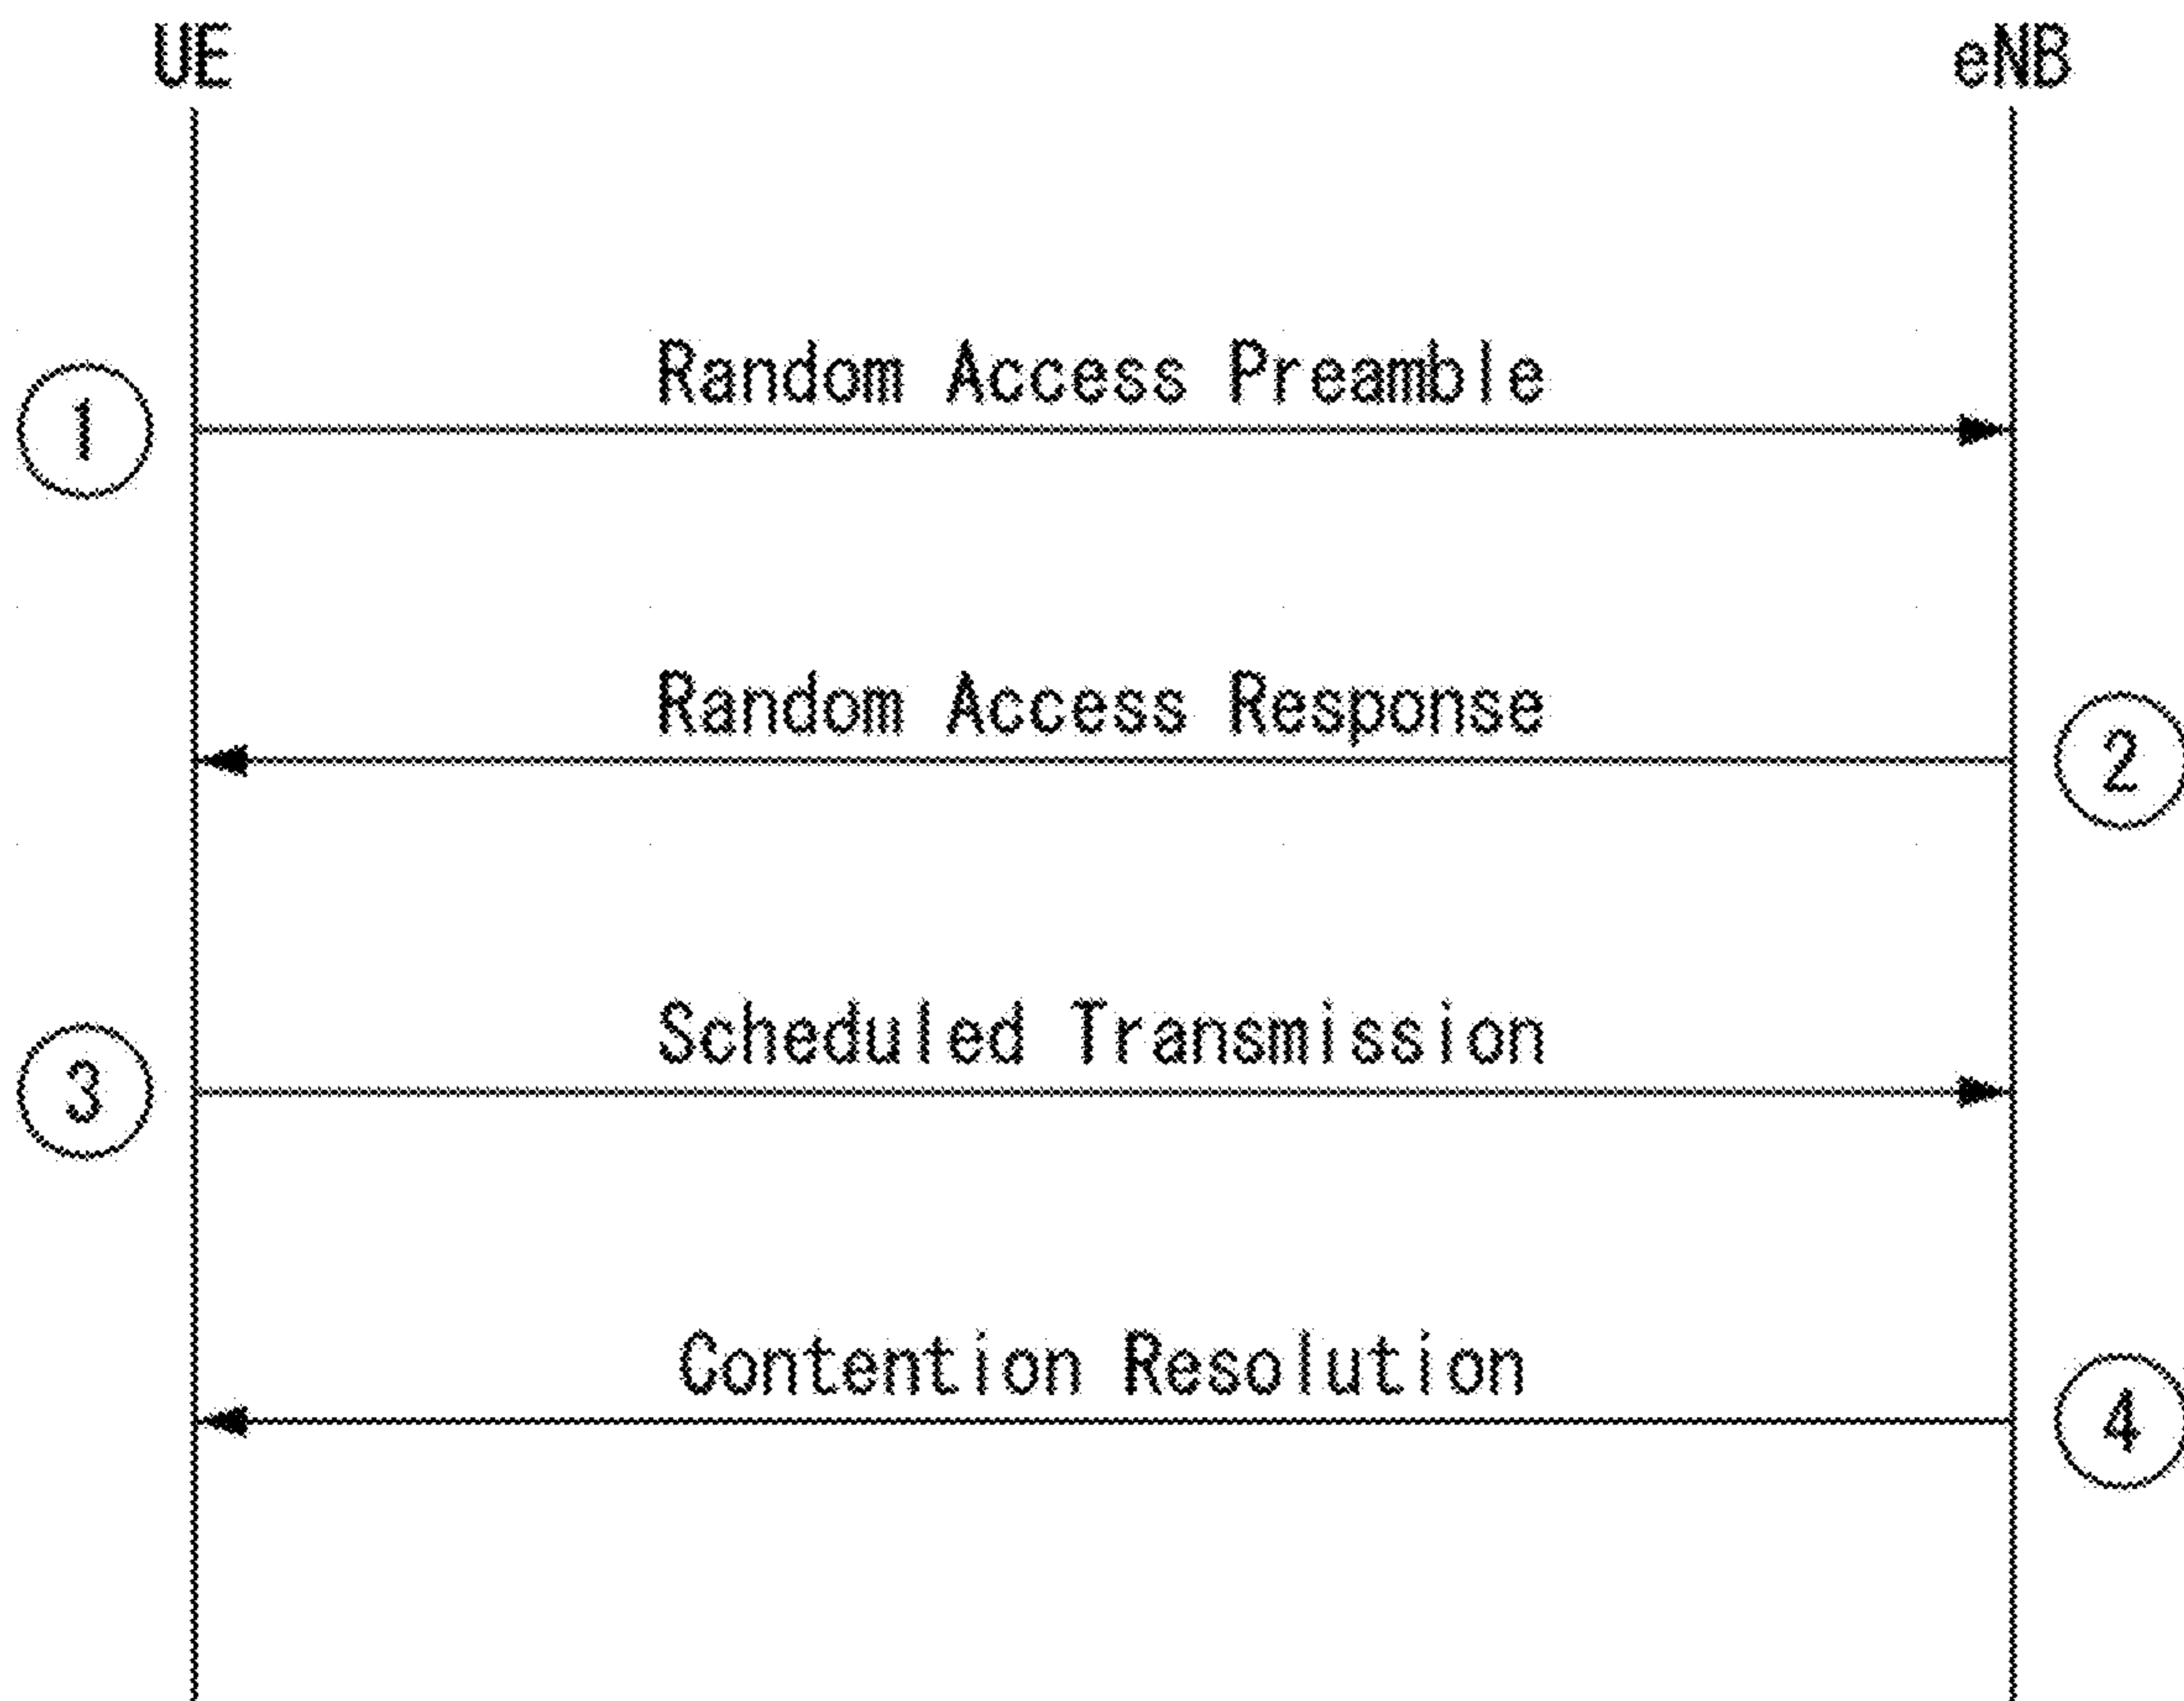 UE eNB
Random Access Preamble
1
Random Access Response
2
Scheduled Transmission
3
Contention Resolution
4